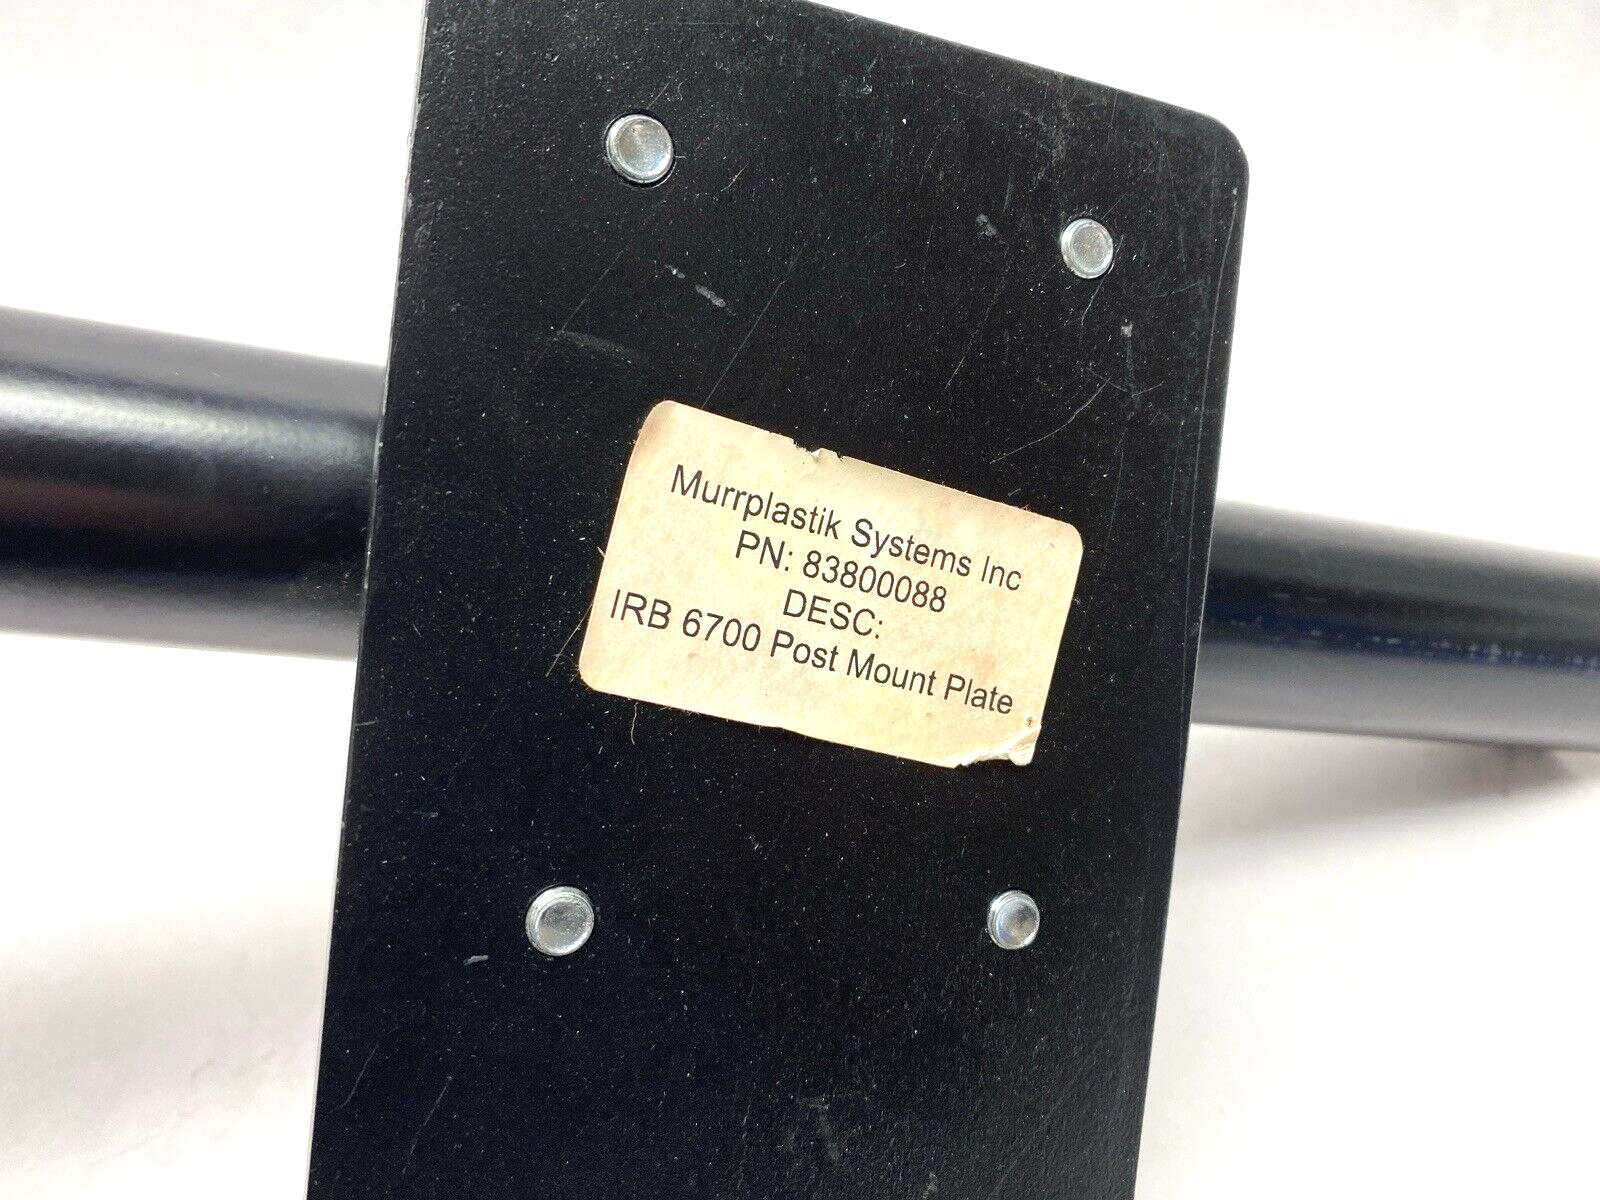 Murrplastik Systems Inc
PN: 83800088
DESC:
IRB 6700 Post Mount Plate